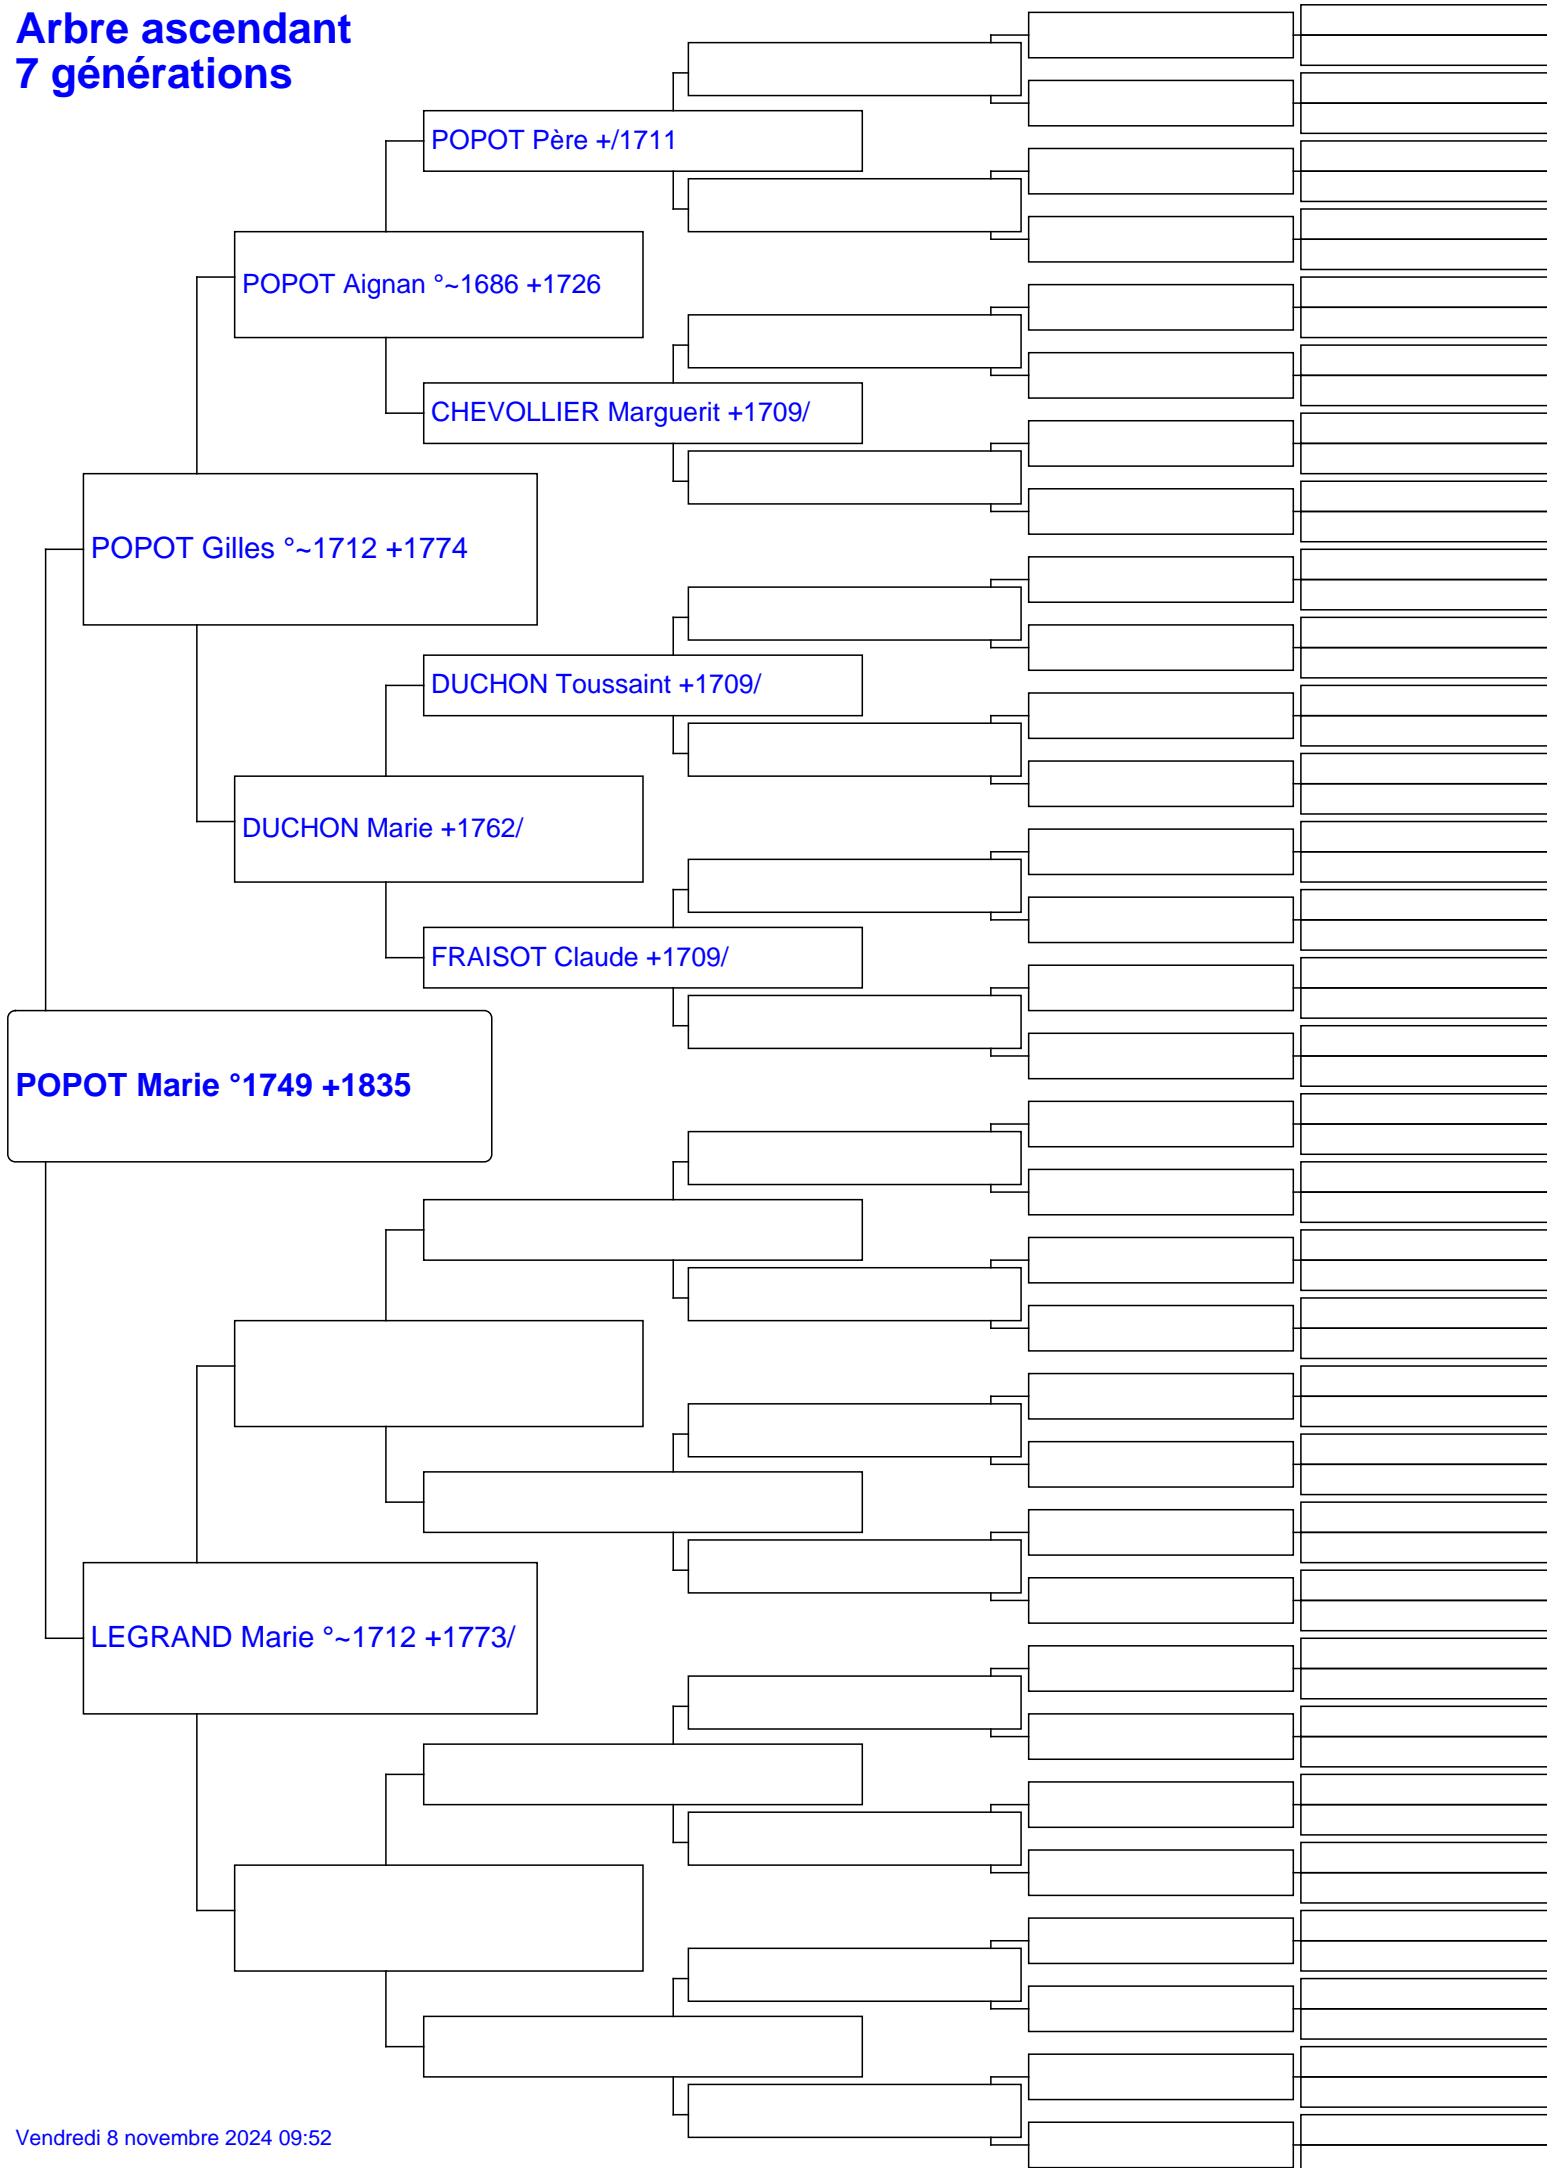 Arbre ascendant
7 générations
POPOT Père +/1711
POPOT Aignan °~1686 +1726
CHEVOLLIER Marguerit +1709/
POPOT Gilles °~1712 +1774
DUCHON Toussaint +1709/
DUCHON Marie +1762/
FRAISOT Claude +1709/
POPOT Marie °1749 +1835
LEGRAND Marie °~1712 +1773/
Vendredi 8 novembre 2024 09:52